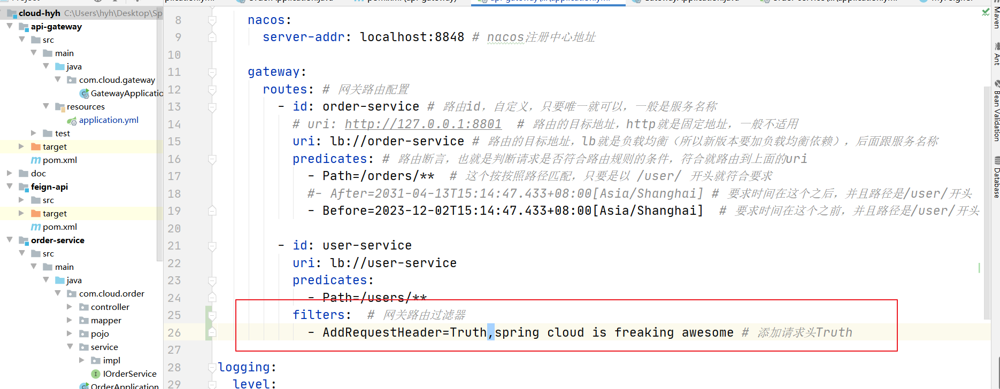 cloud-hyh C:\Users\hyh\Desktop\Sp
api-gateway
src
main
java
com.cloud.gateway
GatewayApplicatio
resources
application.yml
test
target
pom.xml
doc
feign-api
src
target
pom.xml
order-service
src
main
java
com.cloud.order
controller
mapper
pojo
service
impl
IOrderService
OrderApplication
8 nacos:
9 server-addr: localhost:8848 # nacos注册中心地址
10
11 gateway:
12 routes: # 网关路由配置
13 - id: order-service # 路由id，自定义，只要唯一就可以，一般是服务名称
14 # uri: http://127.0.0.1:8801 # 路由的目标地址，http就是固定地址，一般不适用
15 uri: lb://order-service # 路由的目标地址，lb就是负载均衡（所以新版本要加负载均衡依赖），后面跟服务名称
16 predicates: # 路由断言，也就是判断请求是否符合路由规则的条件，符合就路由到上面的uri
17 - Path=/orders/** # 这个按按照路径匹配，只要是以 /user/ 开头就符合要求
18 #- After=2031-04-13T15:14:47.433+08:00[Asia/Shanghai] # 要求时间在这个之后，并且路径是/user/开头
19 - Before=2023-12-02T15:14:47.433+08:00[Asia/Shanghai] # 要求时间在这个之前，并且路径是/user/开头
20
21 - id: user-service
22 uri: lb://user-service
23 predicates:
24 - Path=/users/**
25 filters: # 网关路由过滤器
26 - AddRequestHeader=Truth,spring cloud is freaking awesome # 添加请求头Truth
27
28 logging:
29 level:
Maven
Ant
Bean Validation
Database